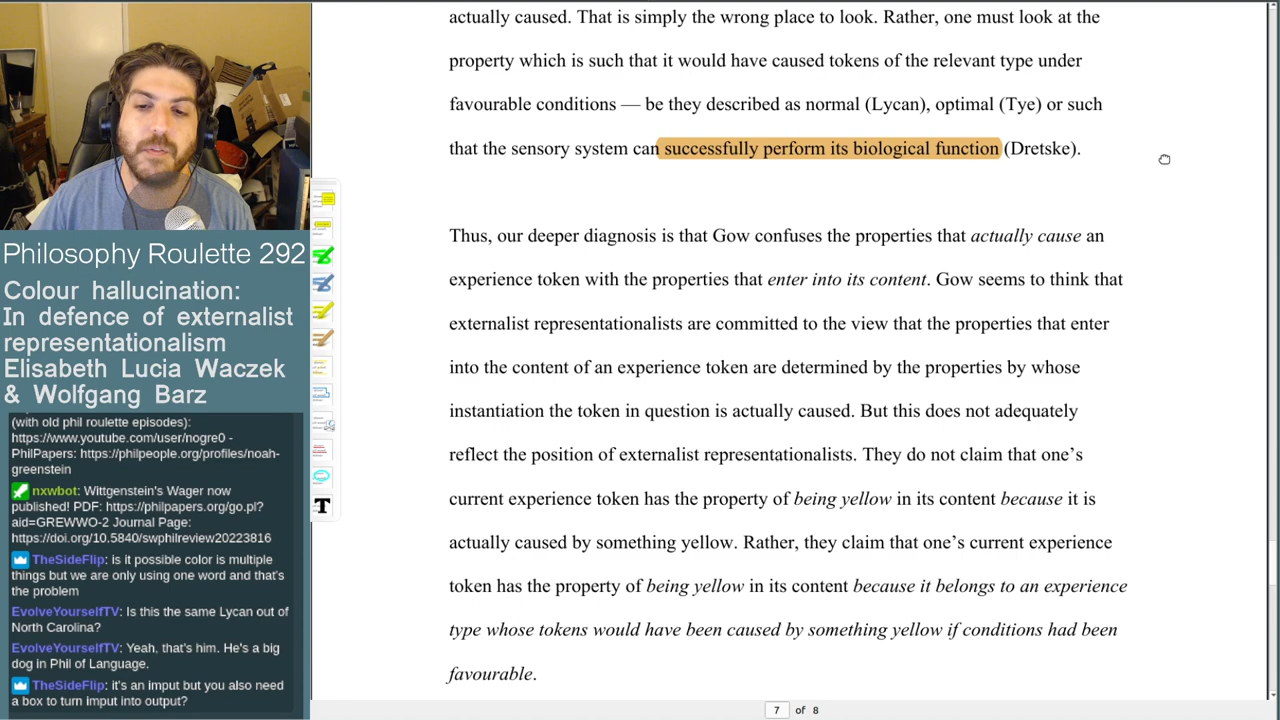 actually caused. That is simply the wrong place to look. Rather, one must look at the
property which is such that it would have caused tokens of the relevant type under
favourable conditions — be they described as normal (Lycan), optimal (Tye) or such
that the sensory system can successfully perform its biological function (Dretske).
Thus, our deeper diagnosis is that Gow confuses the properties that actually cause an
experience token with the properties that enter into its content. Gow seems to think that
externalist representationalists are committed to the view that the properties that enter
into the content of an experience token are determined by the properties by whose
instantiation the token in question is actually caused. But this does not adequately
reflect the position of externalist representationalists. They do not claim that one's
current experience token has the property of being yellow in its content because it is
actually caused by something yellow. Rather, they claim that one's current experience
token has the property of being yellow in its content because it belongs to an experience
type whose tokens would have been caused by something yellow if conditions had been
favourable.
7 of 8
Philosophy Roulette 292
Colour hallucination:
In defence of externalist
representationalism
Elisabeth Lucia Waczek
& Wolfgang Barz
(with old phil roulette episodes):
https://www.youtube.com/user/nogre0 -
PhilPapers: https://philpeople.org/profiles/noah-
greenstein
nxwbot: Wittgenstein's Wager now
published! PDF: https://philpapers.org/go.pl?
aid=GREWWO-2 Journal Page:
https://doi.org/10.5840/swphilreview20223816
TheSideFlip: is it possible color is multiple
things but we are only using one word and that's
the problem
EvolveYourselfTV: Is this the same Lycan out of
North Carolina?
EvolveYourselfTV: Yeah, that's him. He's a big
dog in Phil of Language.
TheSideFlip: it's an imput but you also need
a box to turn imput into output?
T